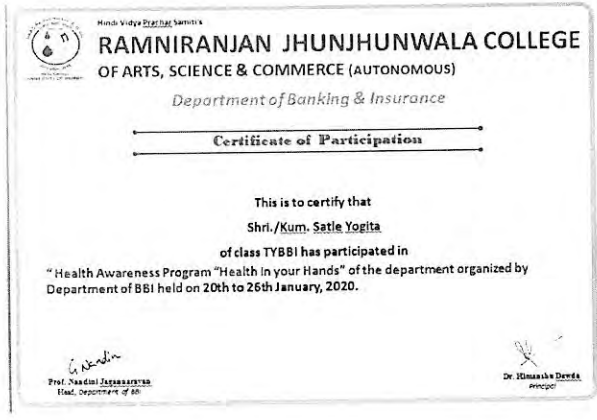 Hindi Vidya Prachar Samiti's
RAMNIRANJAN JHUNJHUNWALA COLLEGE
OF ARTS, SCIENCE & COMMERCE (AUTONOMOUS)
Department of Banking & Insurance
Certificate of Participation
This is to certify that
Shri./Kum. Satle Yogita
of class TYBBI has participated in
“ Health Awareness Program “Health in your Hands” of the department organized by
Department of BBI held on 20th to 26th January, 2020.
G Nandin
Prof. Nandini Jagannarayan
Head, Department of BBI
Dr. Himanshu Dawda
Principal